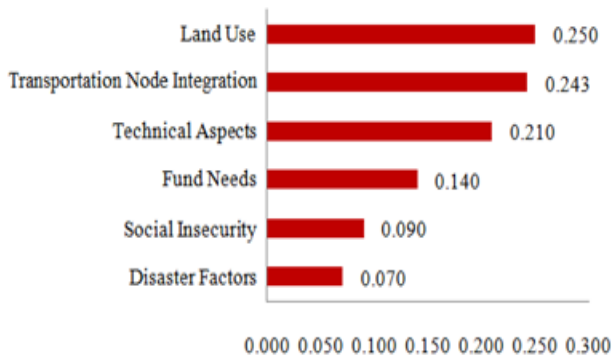 Land Use 0.250
Transportation Node Integration 0.243
Technical Aspects 0.210
Fund Needs 0.140
Social Insecurity 0.090
Disaster Factors 0.070
0.000 0.050 0.100 0.150 0.200 0.250 0.300